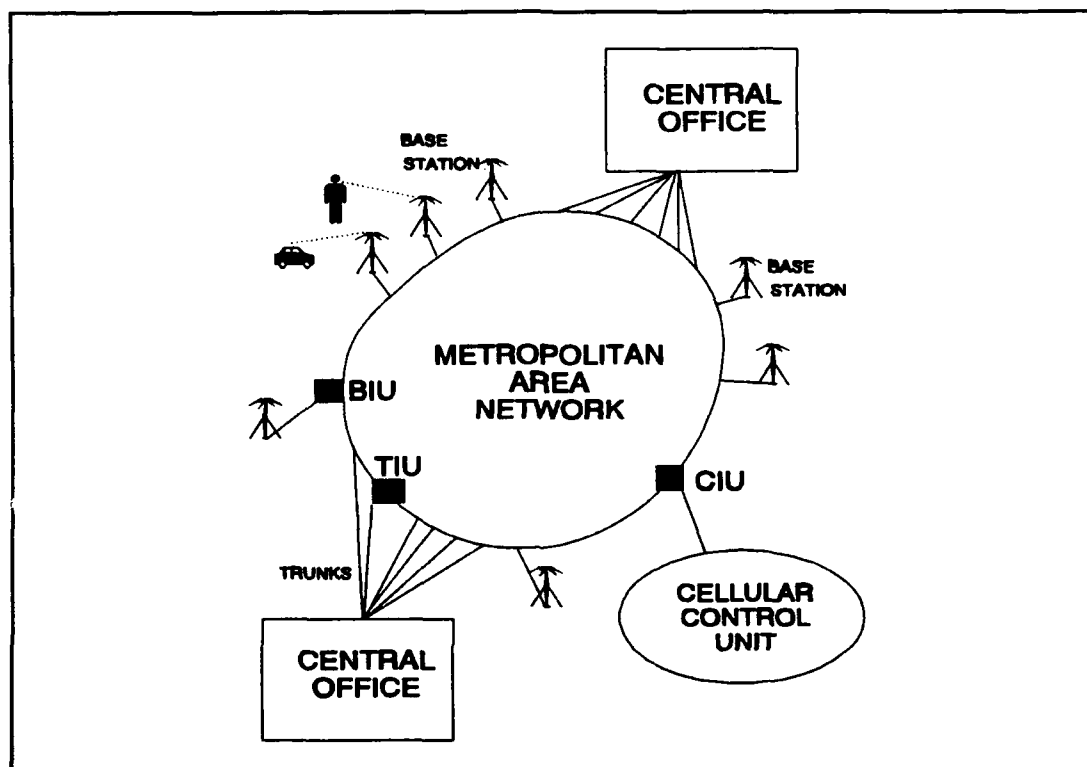 CENTRAL
OFFICE
BASE
STATION
BASE
STATION
METROPOLITAN
AREA
NETWORK
BIU
TIU
CIU
TRUNKS
CELLULAR
CONTROL
UNIT
CENTRAL
OFFICE